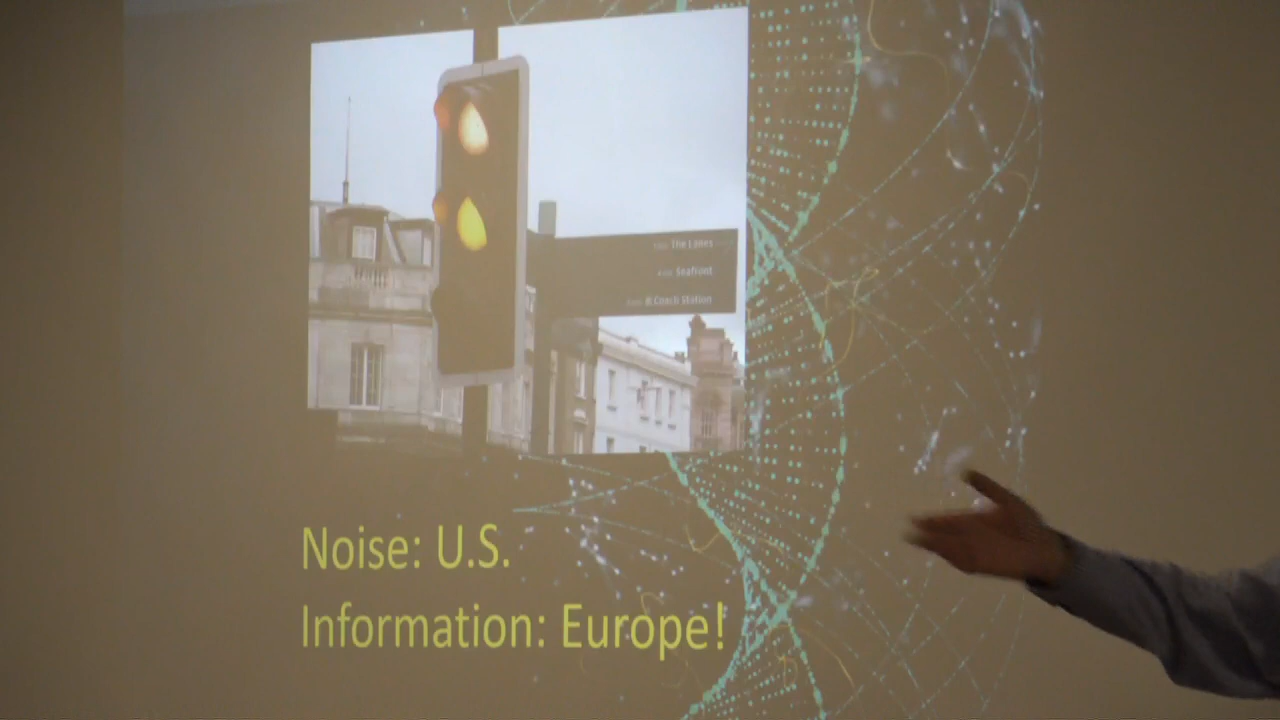 The Lanes
Seafront
Coach Station
Noise: U.S.
Information: Europe!